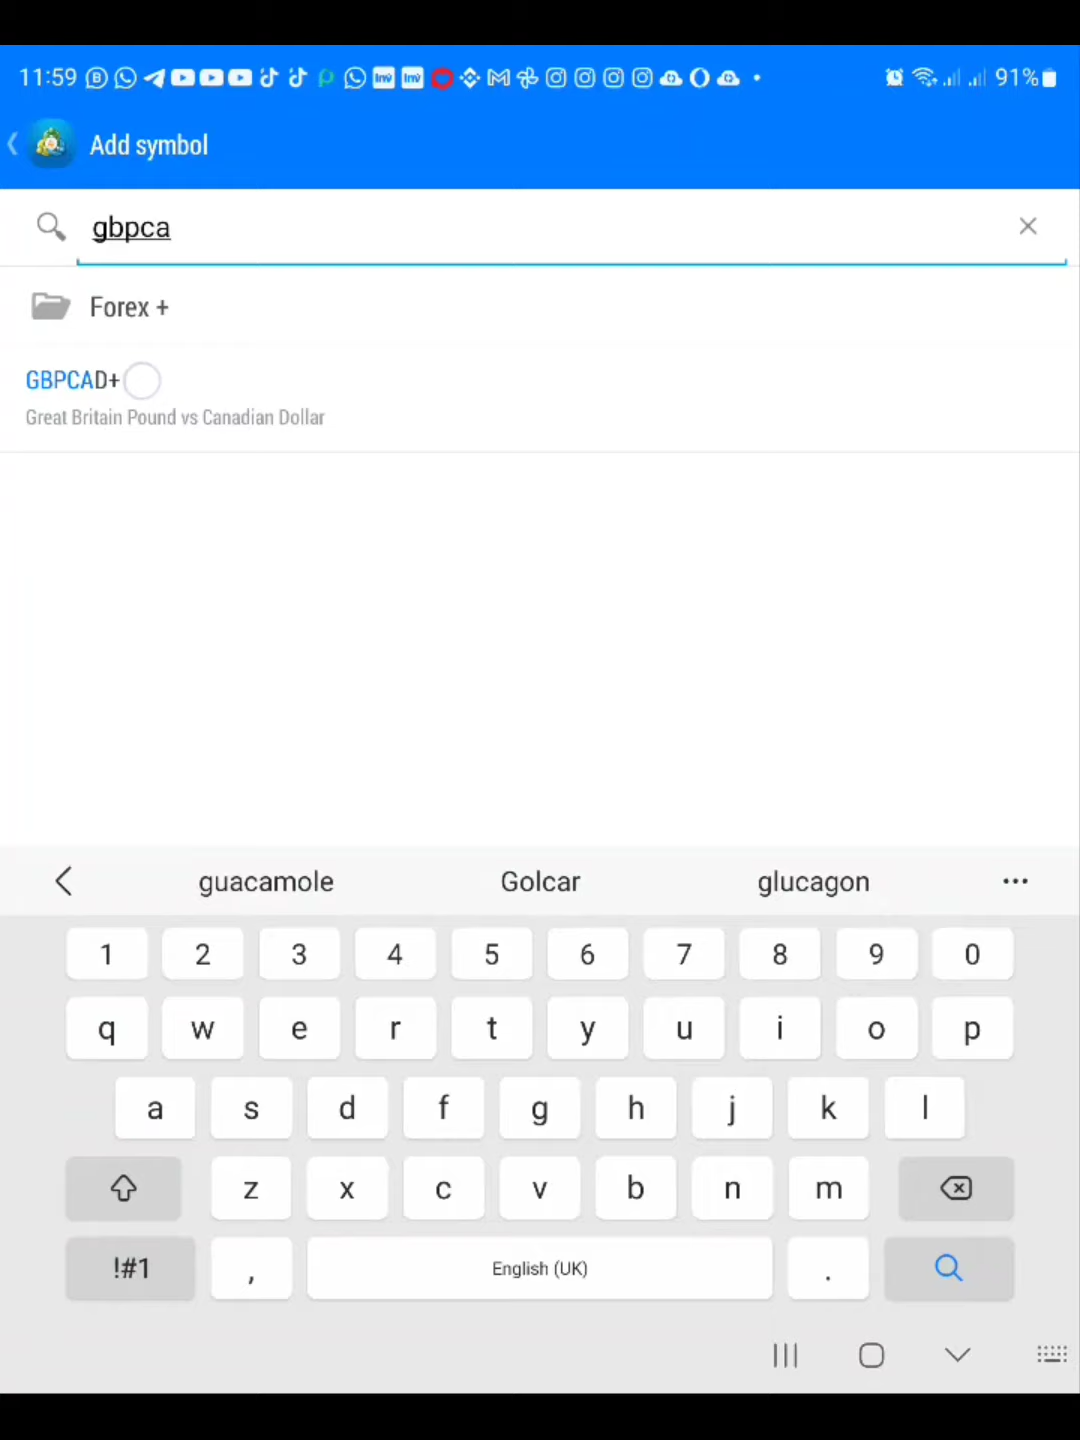 11:59
91%
Add symbol
gbpca
Forex +
GBPCAD+
Great Britain Pound vs Canadian Dollar
guacamole Golcar glucagon ...
1 2 3 4 5 6 7 8 9 0
q w e r t y u i o p
a s d f g h j k l
z x c v b n m
!#1 , English (UK) .